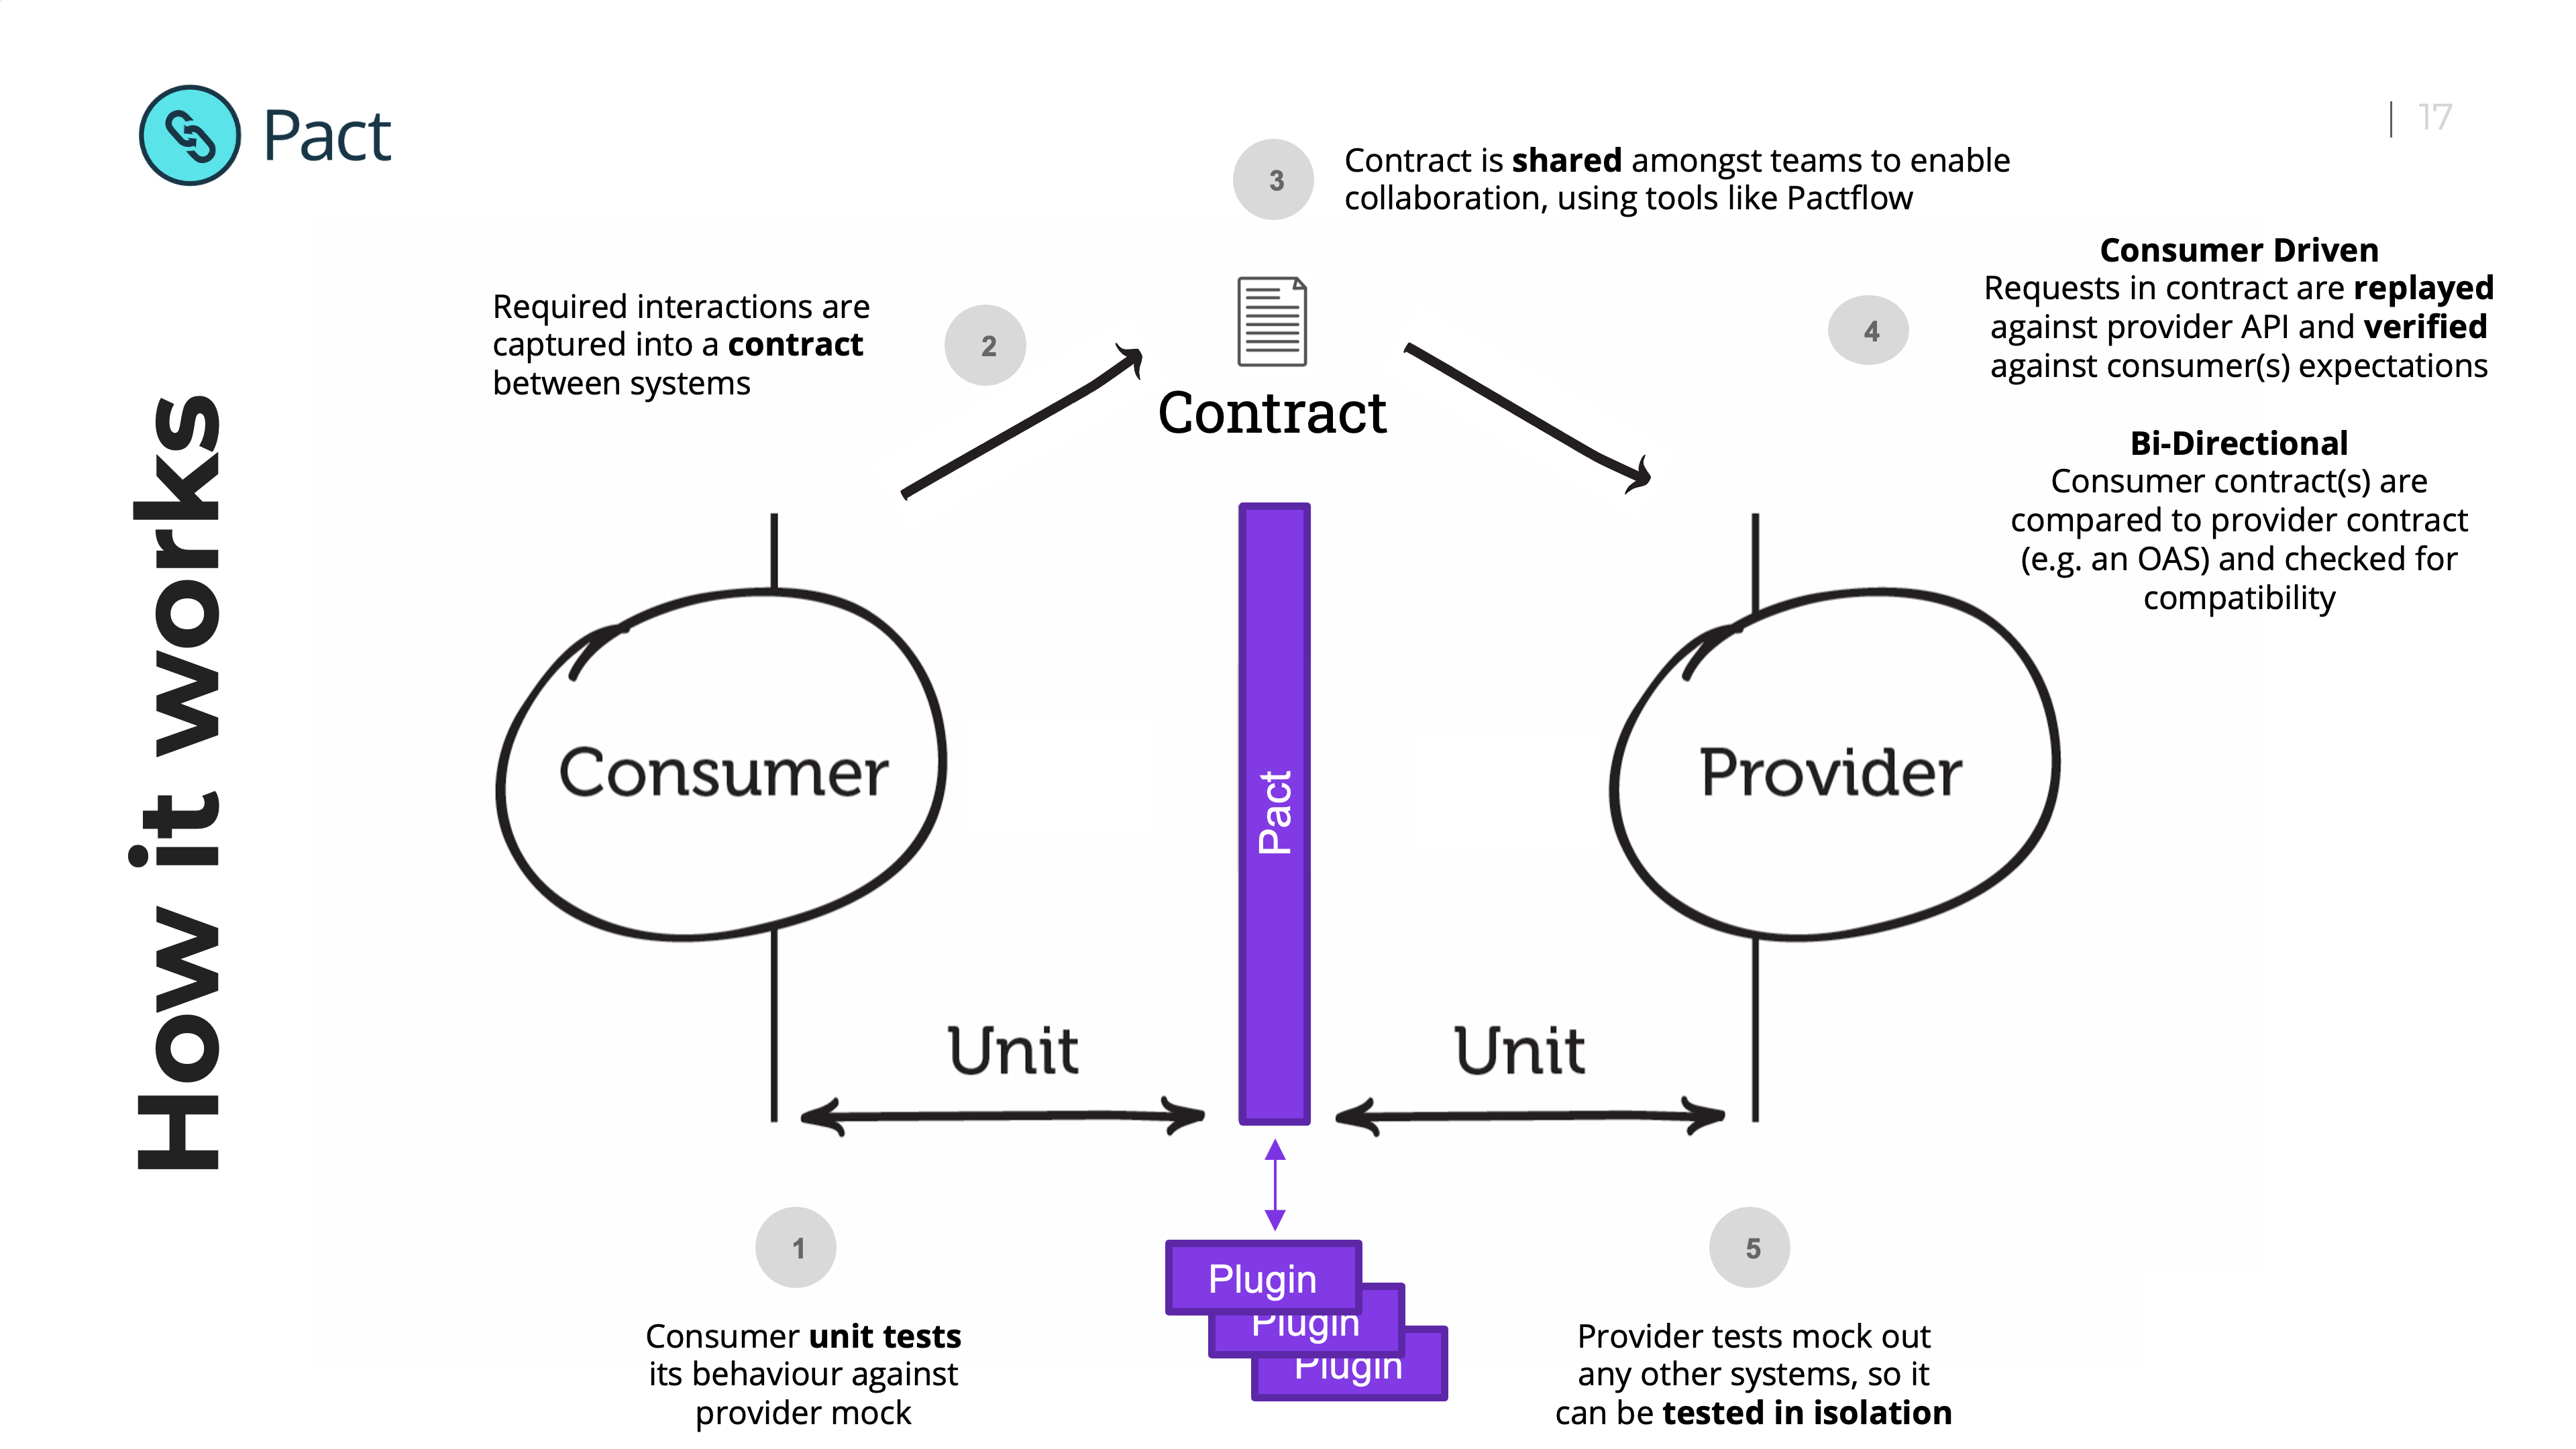 Pact
17
How it works
3
Contract is shared amongst teams to enable
collaboration, using tools like Pactflow
Required interactions are
captured into a contract
between systems
2
Contract
4
Consumer Driven
Requests in contract are replayed
against provider API and verified
against consumer(s) expectations
Bi-Directional
Consumer contract(s) are
compared to provider contract
(e.g. an OAS) and checked for
compatibility
Consumer
Pact
Provider
Unit
Unit
1
Consumer unit tests
its behaviour against
provider mock
Plugin
Plugin
Plugin
5
Provider tests mock out
any other systems, so it
can be tested in isolation